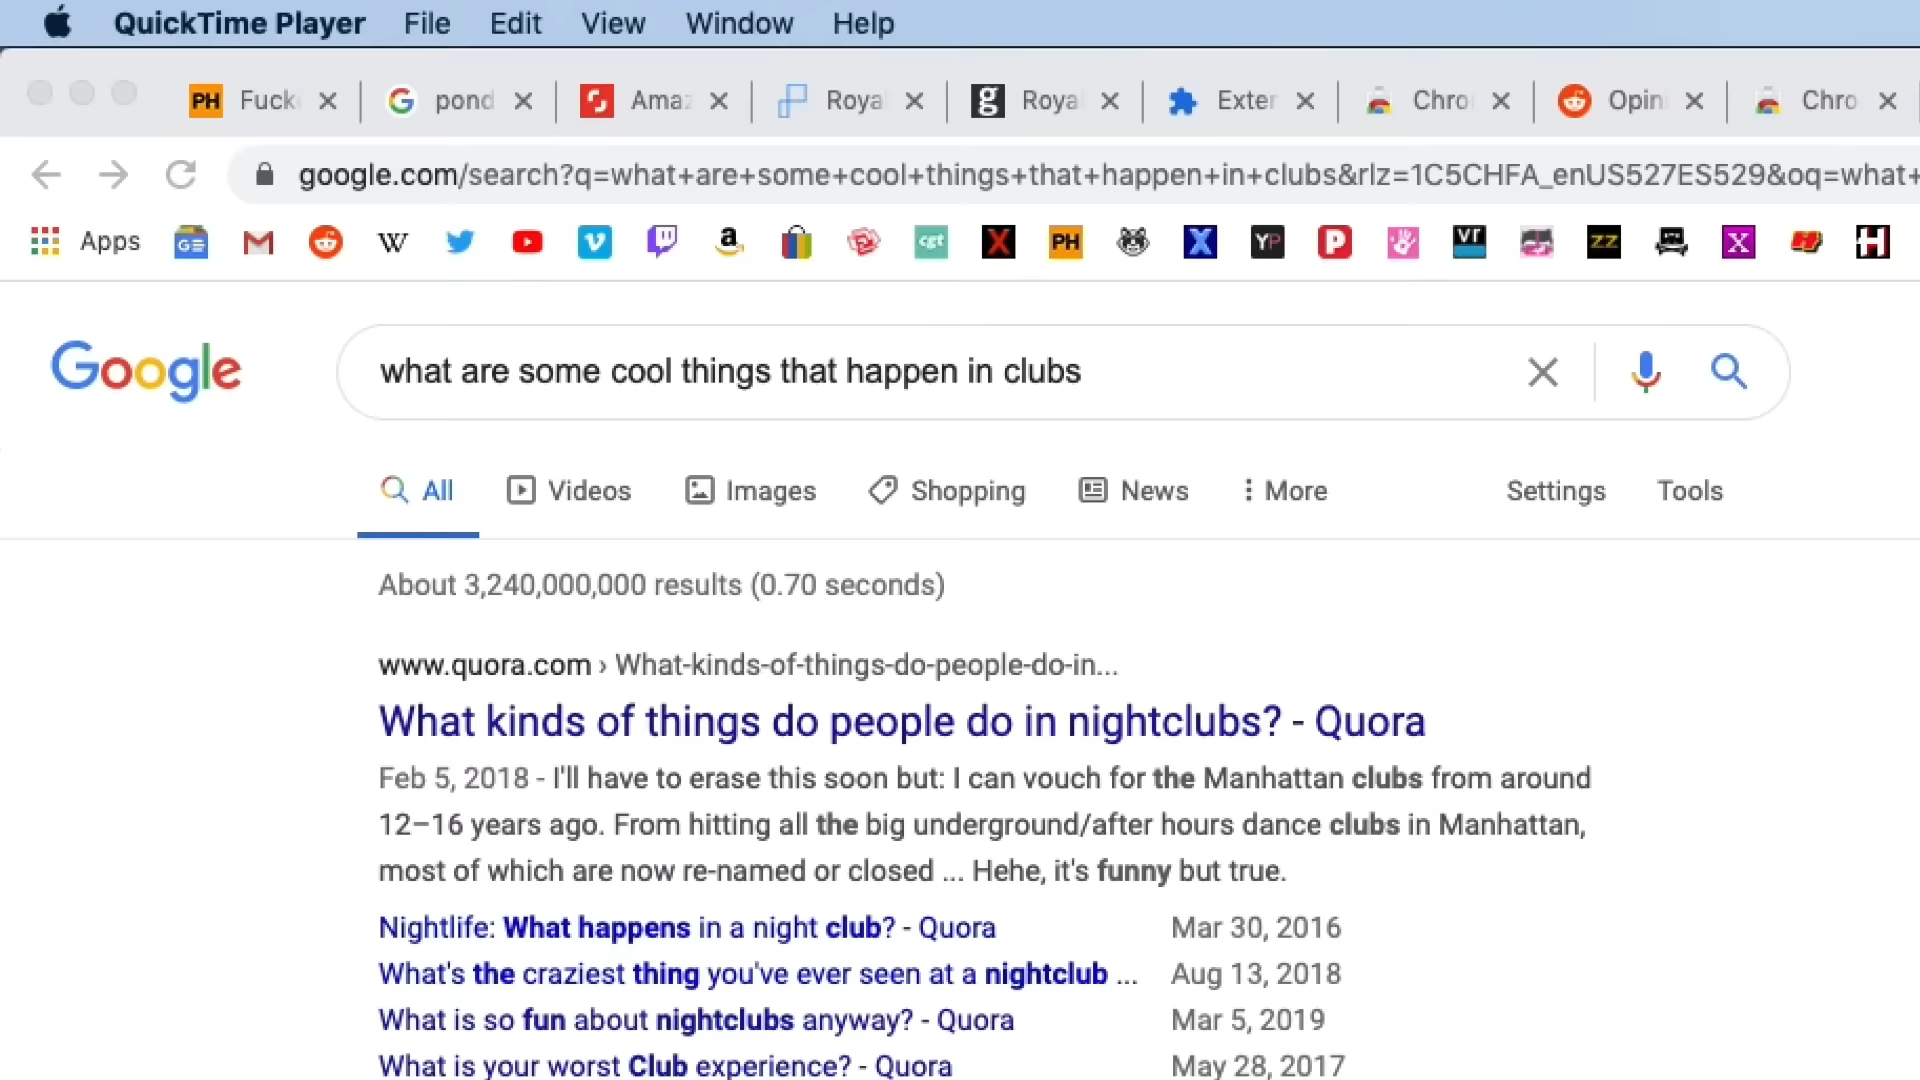 QuickTime Player File Edit View Window Help
PH Fuck pond Amaz Roya g Roya Exter Chro Opin Chro
google.com/search?q=what+are+some+cool+things+that+happen+in+clubs&rlz=1C5CHFA_enUS527ES529&oq=what+
Apps GE W a cgt X PH X YP P vr ZZ X H
Google what are some cool things that happen in clubs
All Videos Images Shopping News More Settings Tools
About 3,240,000,000 results (0.70 seconds)
www.quora.com › What-kinds-of-things-do-people-do-in...
What kinds of things do people do in nightclubs? - Quora
Feb 5, 2018 - I'll have to erase this soon but: I can vouch for the Manhattan clubs from around
12–16 years ago. From hitting all the big underground/after hours dance clubs in Manhattan,
most of which are now re-named or closed ... Hehe, it's funny but true.
Nightlife: What happens in a night club? - Quora Mar 30, 2016
What's the craziest thing you've ever seen at a nightclub ... Aug 13, 2018
What is so fun about nightclubs anyway? - Quora Mar 5, 2019
What is your worst Club experience? - Quora May 28, 2017